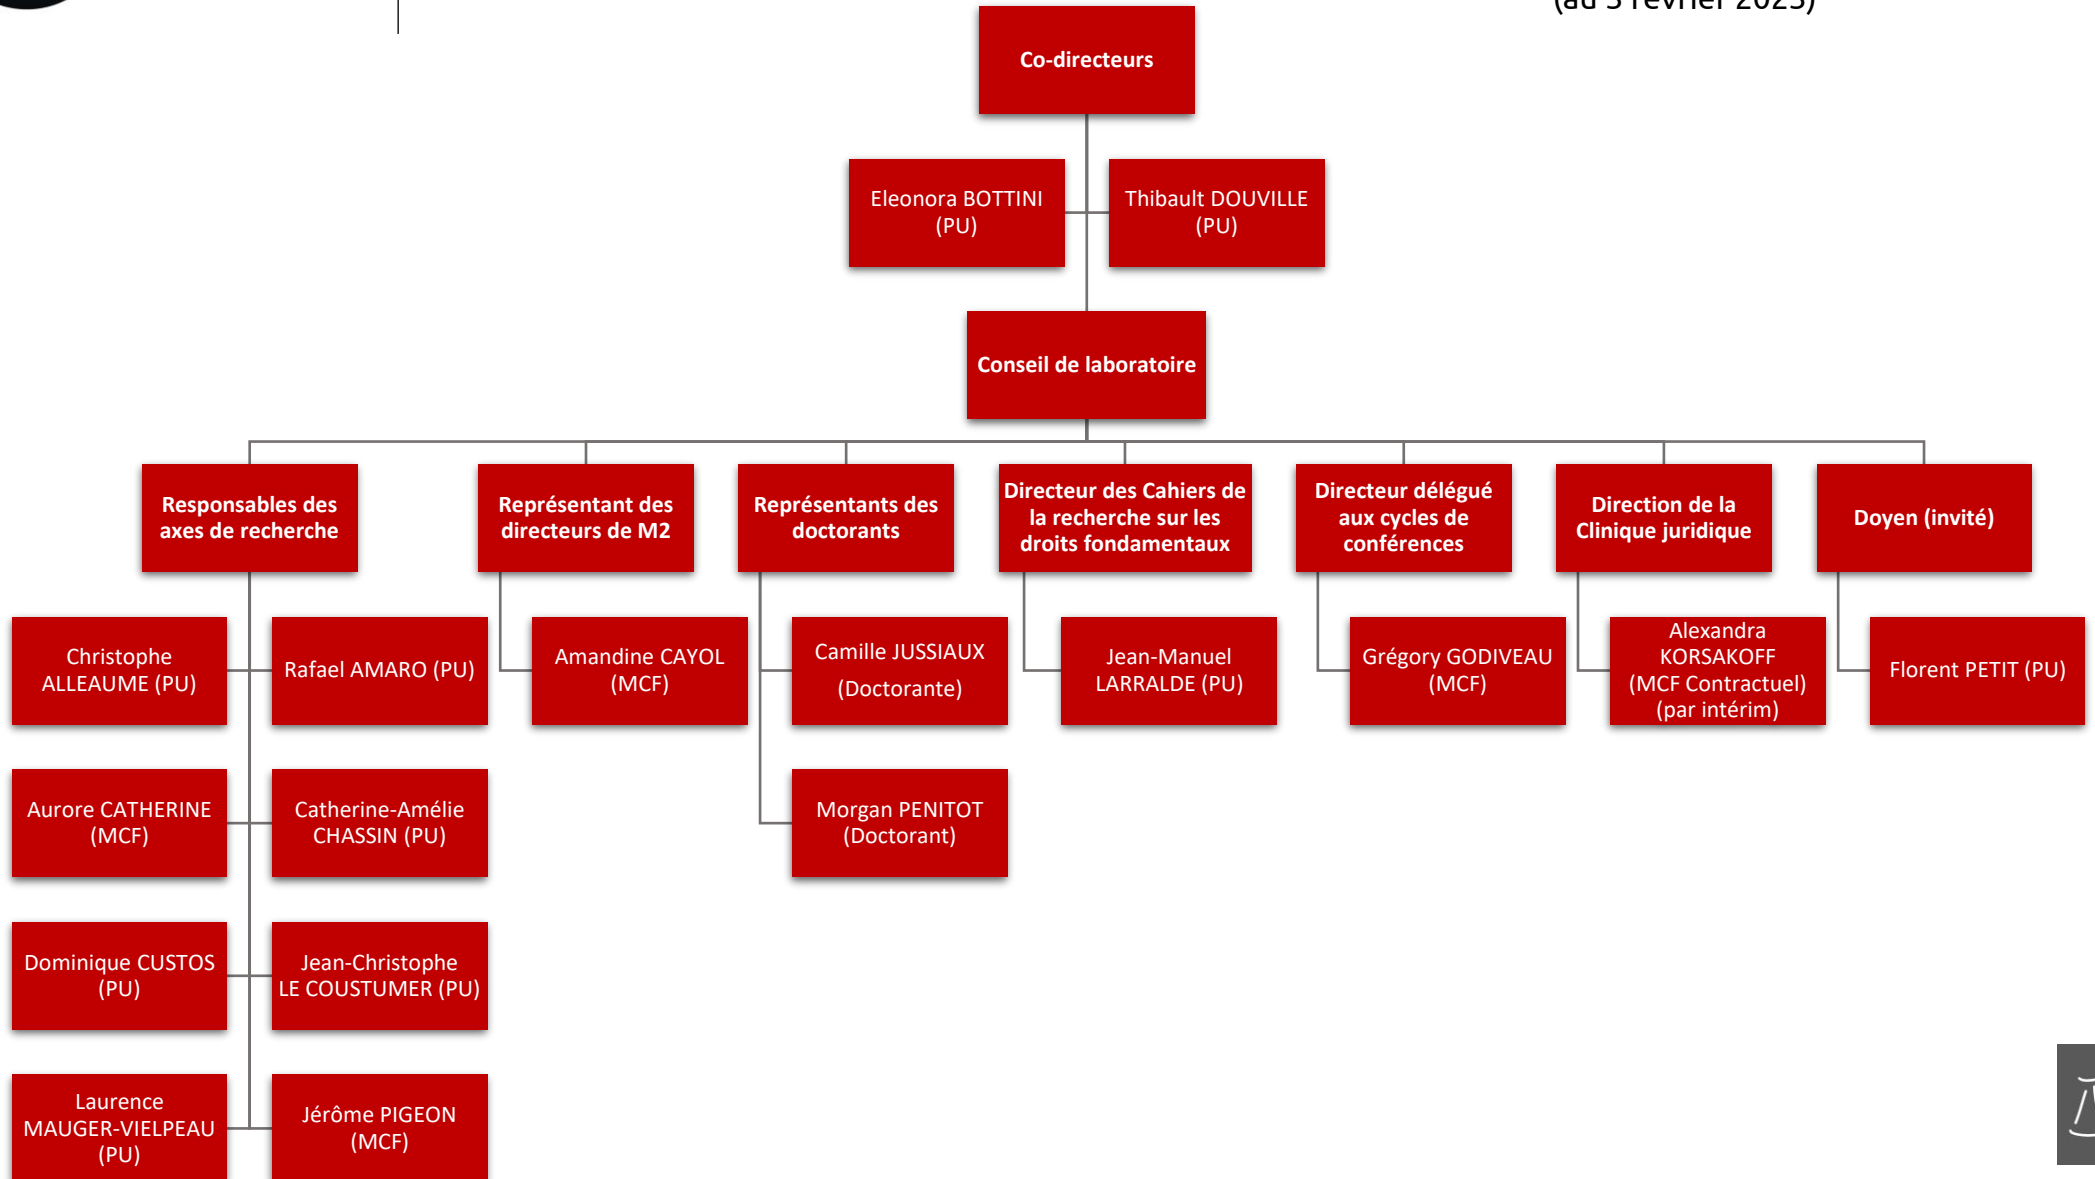 (au 3 février 2025)
Co-directeurs
Eleonora BOTTINI
(PU)
Thibault DOUVILLE
(PU)
Conseil de laboratoire
Responsables des
axes de recherche
Représentant des
directeurs de M2
Représentants des
doctorants
Directeur des Cahiers de
la recherche sur les
droits fondamentaux
Directeur délégué
aux cycles de
conférences
Direction de la
Clinique juridique
Doyen (invité)
Christophe
ALLEAUME (PU)
Rafael AMARO (PU)
Amandine CAYOL
(MCF)
Camille JUSSIAUX
(Doctorante)
Jean-Manuel
LARRALDE (PU)
Grégory GODIVEAU
(MCF)
Alexandra
KORSAKOFF
(MCF Contractuel)
(par intérim)
Florent PETIT (PU)
Aurore CATHERINE
(MCF)
Catherine-Amélie
CHASSIN (PU)
Morgan PENITOT
(Doctorant)
Dominique CUSTOS
(PU)
Jean-Christophe
LE COUSTUMER (PU)
Laurence
MAUGER-VIELPEAU
(PU)
Jérôme PIGEON
(MCF)